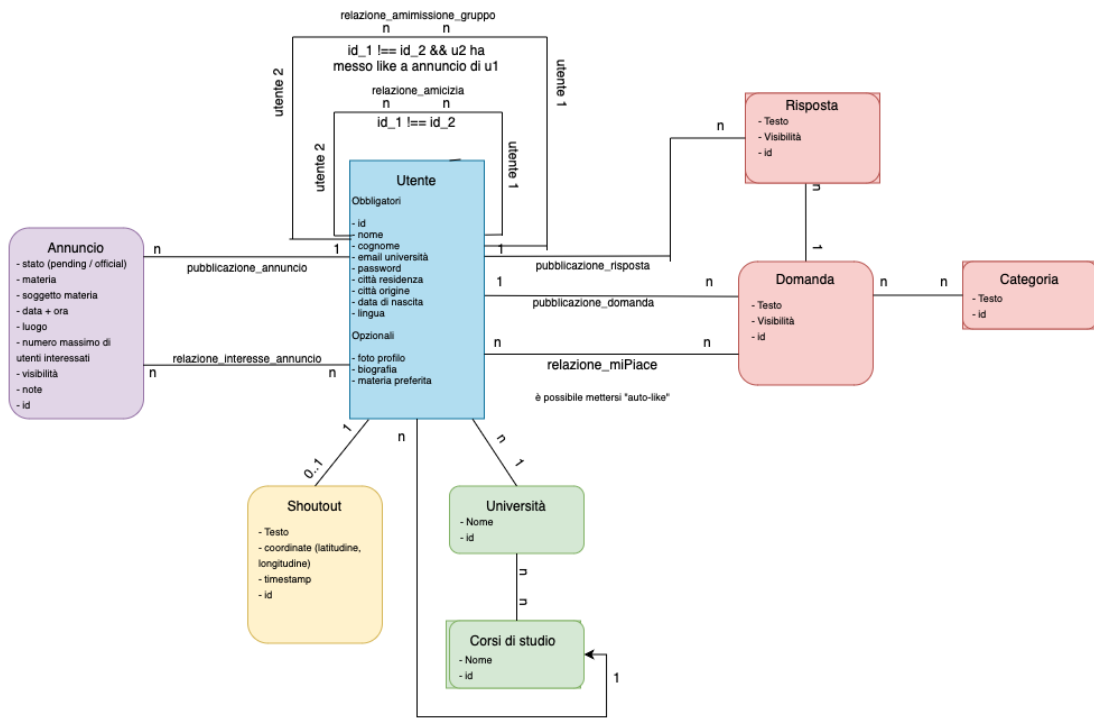 relazione_amimissione_gruppo
n n
id_1 !== id_2 && u2 ha
messo like a annuncio di u1
utente 2
utente 1
relazione_amicizia
n n
id_1 !== id_2
utente 2
utente 1
Risposta
- Testo
- Visibilità
- id
n
n
1
Utente
Obbligatori
- id
- nome
- cognome
- email università
- password
- città residenza
- città origine
- data di nascita
- lingua
Opzionali
- foto profilo
- biografia
- materia preferita
Annuncio
- stato (pending / official)
- materia
- soggetto materia
- data + ora
- luogo
- numero massimo di
utenti interessati
- visibilità
- note
- id
n 1
pubblicazione_annuncio
relazione_interesse_annuncio
n n
1
pubblicazione_risposta
1 n
pubblicazione_domanda
n n
relazione_miPiace
è possibile mettersi "auto-like"
Domanda
- Testo
- Visibilità
- id
n n
Categoria
- Testo
- id
1
0..1
n
n
1
Shoutout
- Testo
- coordinate (latitudine,
longitudine)
- timestamp
- id
Università
- Nome
- id
n
n
Corsi di studio
- Nome
- id
1